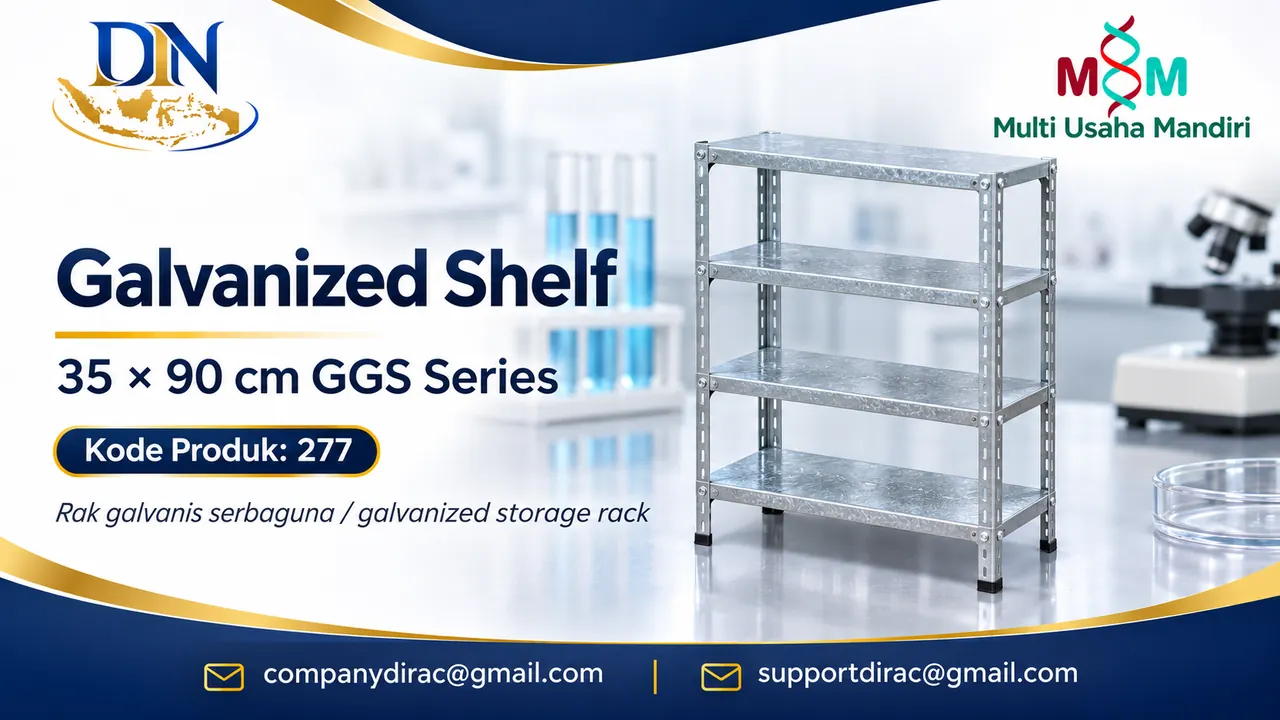 DN
M M
Multi Usaha Mandiri
Galvanized Shelf
35 × 90 cm GGS Series
Kode Produk: 277
Rak galvanis serbaguna / galvanized storage rack
companydirac@gmail.com | supportdirac@gmail.com